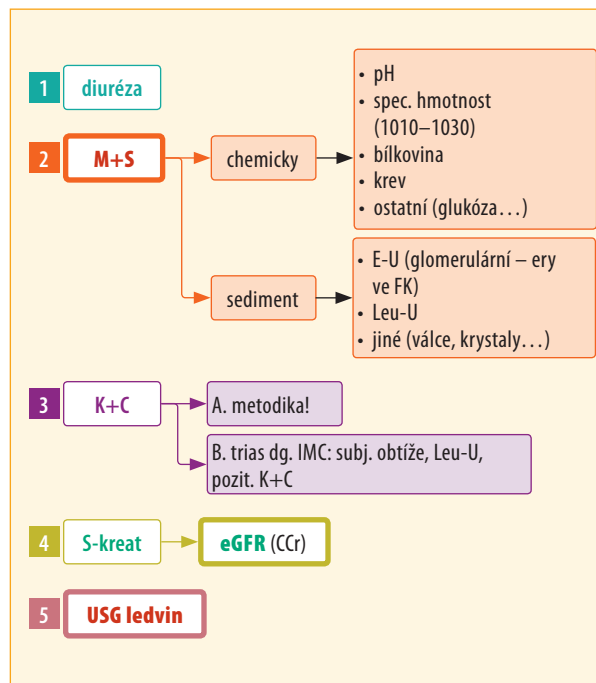 1 diuréza
2 M+S
chemicky
• pH
• spec. hmotnost
(1010–1030)
• bílkovina
• krev
• ostatní (glukóza…)
sediment
• E-U (glomerulární – ery
ve FK)
• Leu-U
• jiné (válce, krystaly…)
3 K+C
A. metodika!
B. trias dg. IMC: subj. obtíže, Leu-U,
pozit. K+C
4 S-kreat
eGFR (CCr)
5 USG ledvin